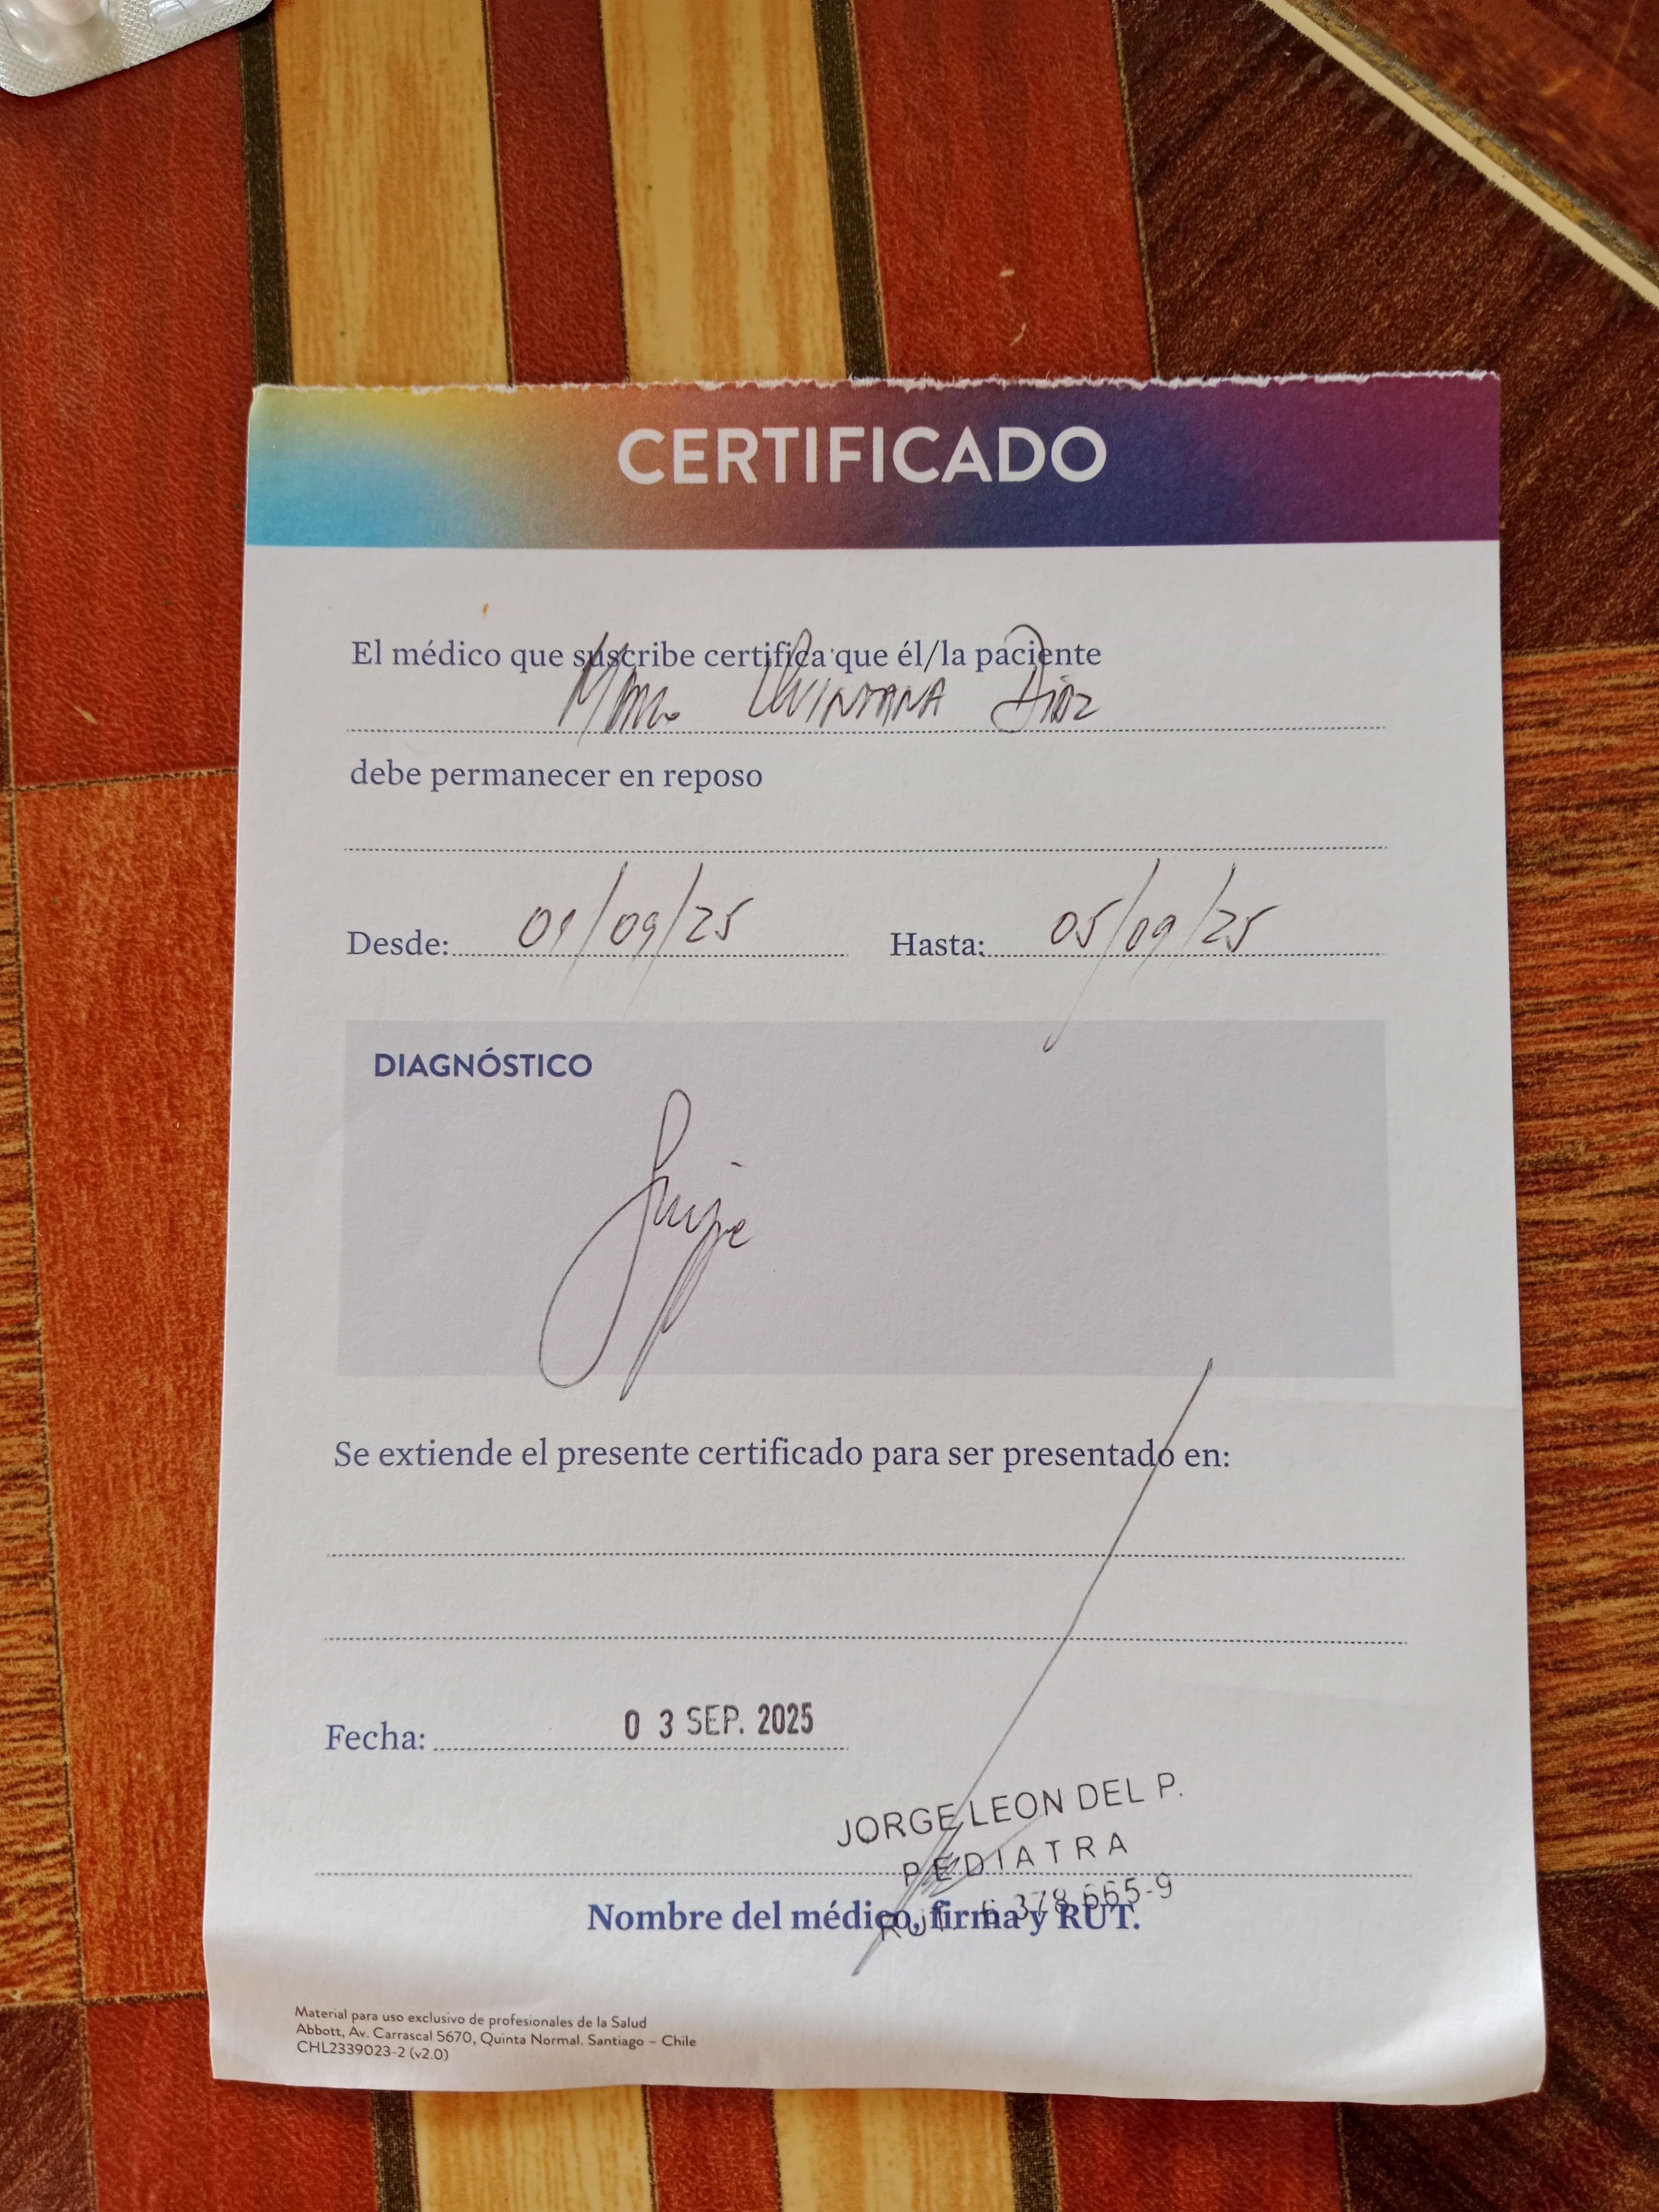 CERTIFICADO
El médico que suscribe certifica que él/la paciente
Quintana Díaz
debe permanecer en reposo
Desde: 01/09/25 Hasta: 05/09/25
DIAGNÓSTICO
Gripe
Se extiende el presente certificado para ser presentado en:
Fecha: 03 SEP. 2025
JORGE LEON DEL P.
PEDIATRA
Nombre del médico, firma y RUT.
Material para uso exclusivo de profesionales de la Salud
Abbott, Av. Carrascal 5670, Quinta Normal. Santiago – Chile
CHL2339023-2 (v2.0)